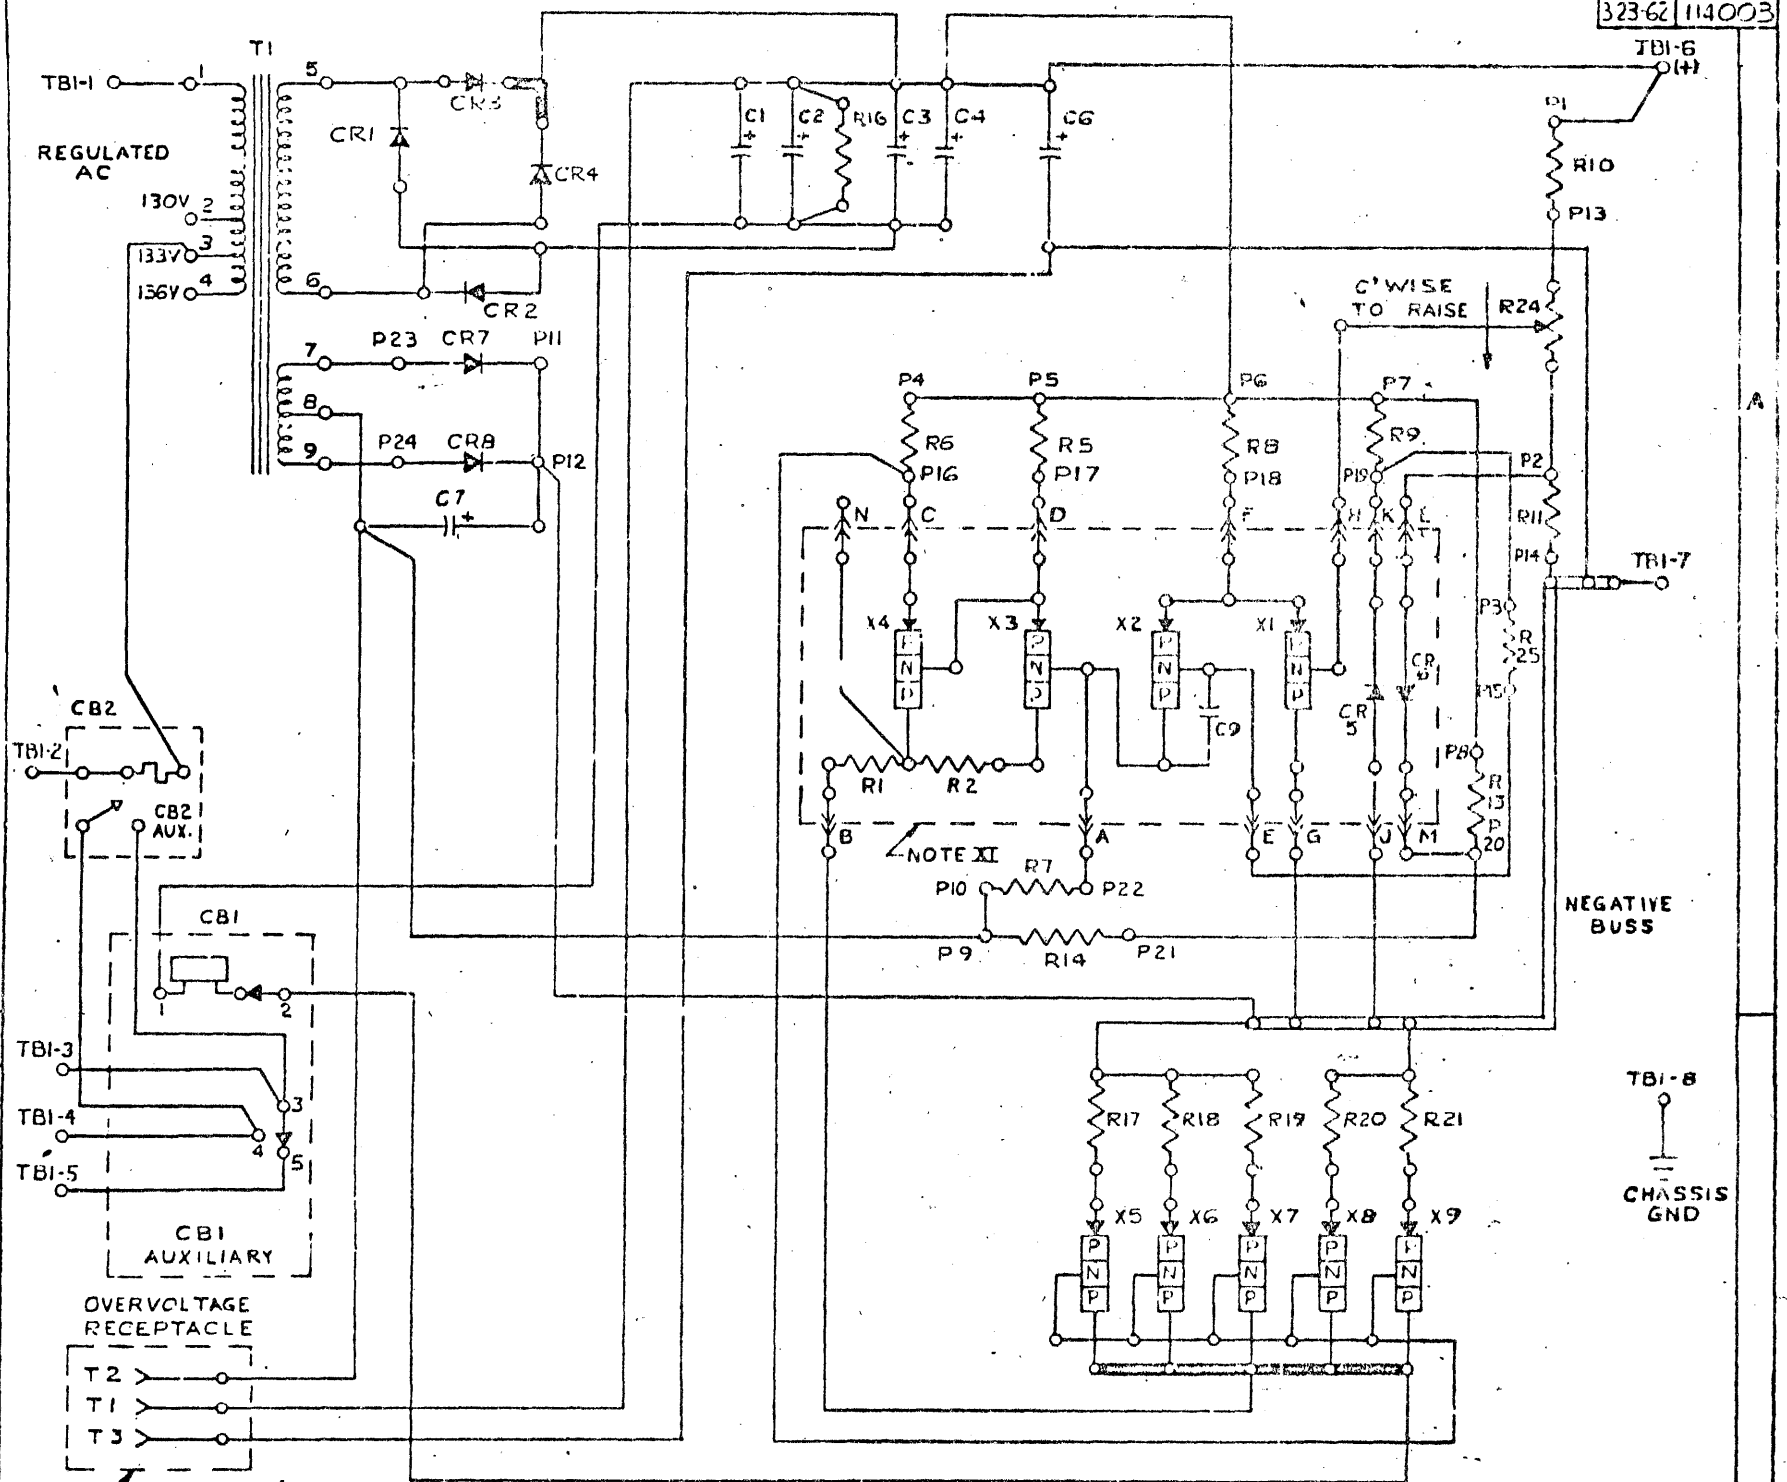 323-62 114003
TB1-6
(+)
T1
TB1-1
1
5
CR3
CR1
CR4
C1 +
C2 +
R16
C3 +
C4 +
C6 +
P1
R10
P13
REGULATED
AC
130V 2
133V 3
136V 4
6
CR2
C'WISE
TO RAISE
R24
7
P23
CR7
P11
8
9
P24
CR8
P12
C7 +
P4
P5
P6
P7
A
R6
R5
R8
R9
P16
P17
P18
P19
P2
R11
P14
TB1-7
N
C
D
F
H
K
L
X4
X3
X2
X1
P N P
P N P
P N P
P N P
C9
CR
5
CR
6
P3
R
25
P15
P8
R
13
P
20
R1
R2
B
A
E
G
J
M
NOTE XI
CB2
TB1-2
CB2
AUX.
R7
P10
P22
P9
R14
P21
NEGATIVE
BUSS
CB1
1
2
TB1-3
3
TB1-4
4
5
TB1-5
CB1
AUXILIARY
R17
R18
R19
R20
R21
TB1-8
CHASSIS
GND
X5
X6
X7
X8
X9
P N P
P N P
P N P
P N P
P N P
OVERVOLTAGE
RECEPTACLE
T2
T1
T3